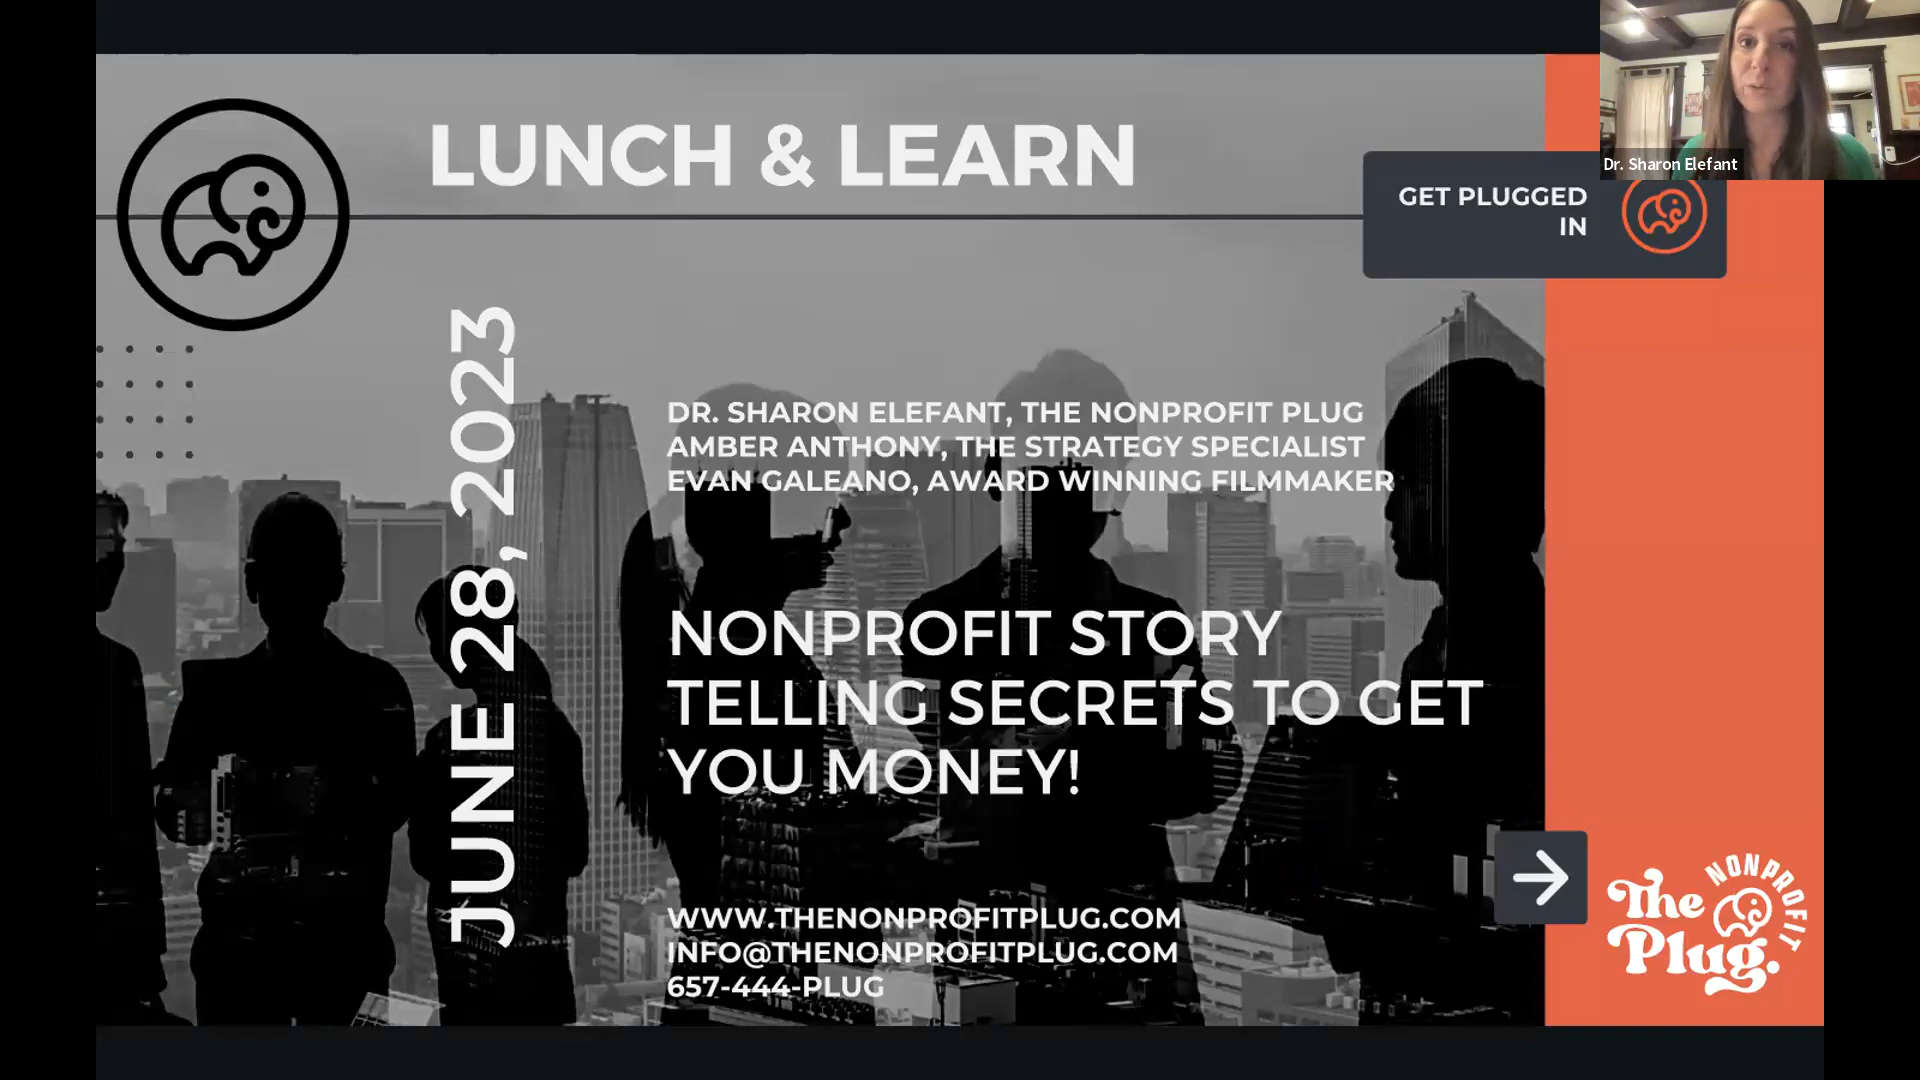 LUNCH & LEARN
Dr. Sharon Elefant
GET PLUGGED
IN
JUNE 28, 2023
DR. SHARON ELEFANT, THE NONPROFIT PLUG
AMBER ANTHONY, THE STRATEGY SPECIALIST
EVAN GALEANO, AWARD WINNING FILMMAKER
NONPROFIT STORY
TELLING SECRETS TO GET
YOU MONEY!
WWW.THENONPROFITPLUG.COM
INFO@THENONPROFITPLUG.COM
657-444-PLUG
The
NONPROFIT
Plug.